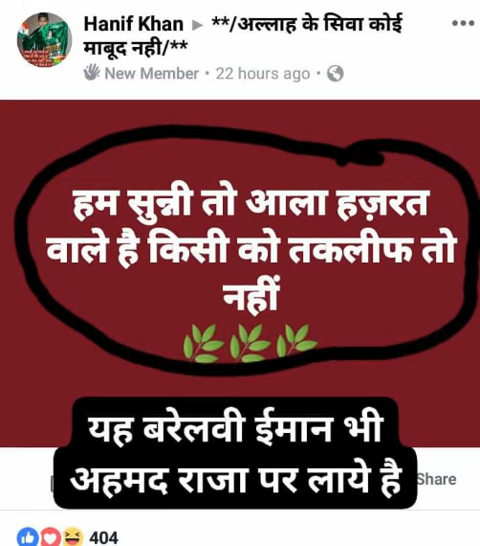 Hanif Khan ▸ **/अल्लाह के सिवा कोई
माबूद नही/**
New Member · 22 hours ago ·
हम सुन्नी तो आला हज़रत
वाले है किसी को तकलीफ तो
नहीं
यह बरेलवी ईमान भी
अहमद राजा पर लाये है
Share
404